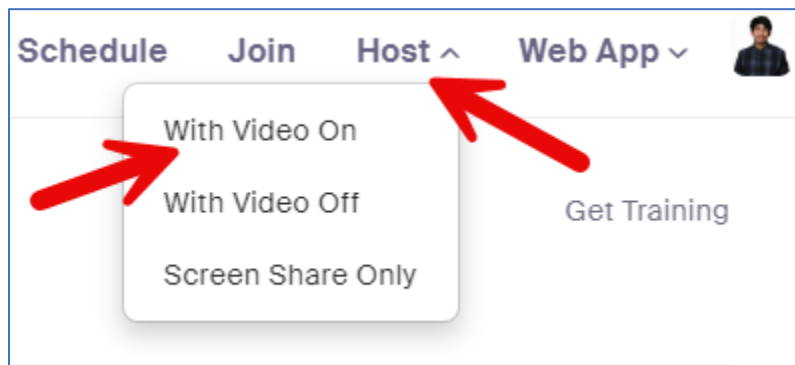 Schedule Join Host Web App
With Video On
With Video Off
Get Training
Screen Share Only